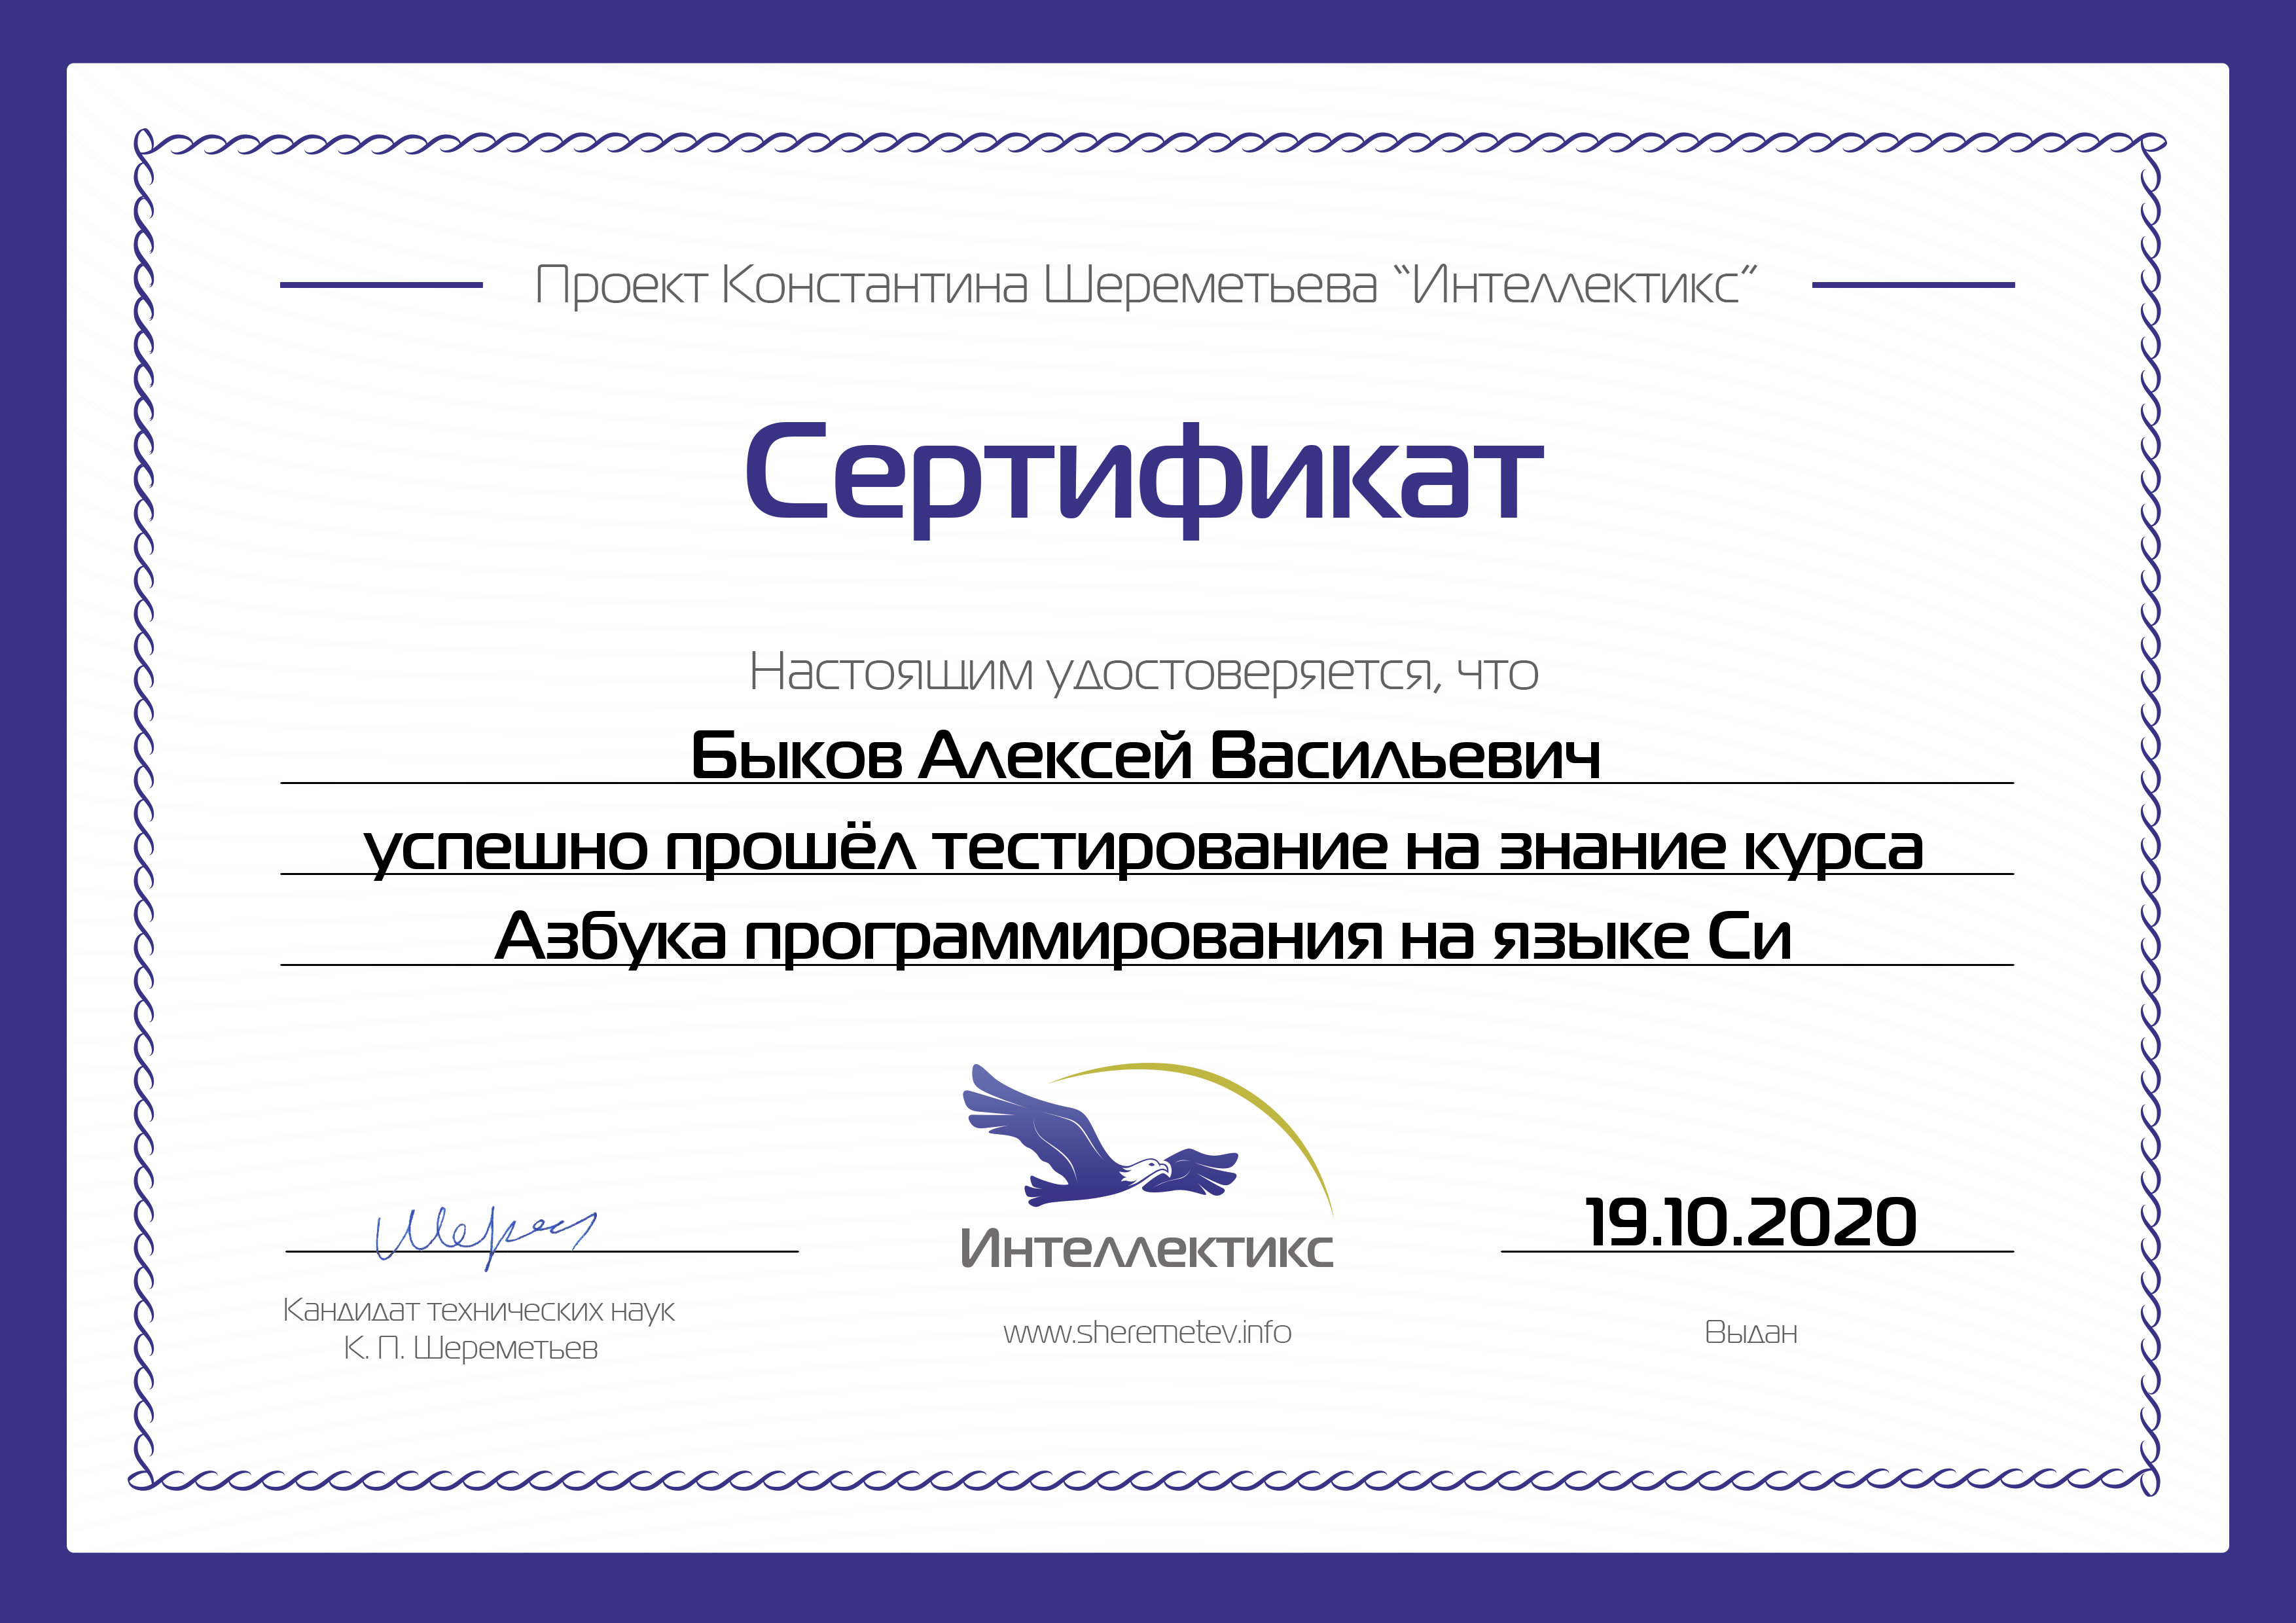 Проект Константина Шереметьева “Интеллектикс”
Сертификат
Настоящим удостоверяется, что
Быков Алексей Васильевич
успешно прошёл тестирование на знание курса
Азбука программирования на языке Си
Шерем
19.10.2020
Интеллектикс
Кандидат технических наук
К. П. Шереметьев
www.sheremetev.info
Выдан